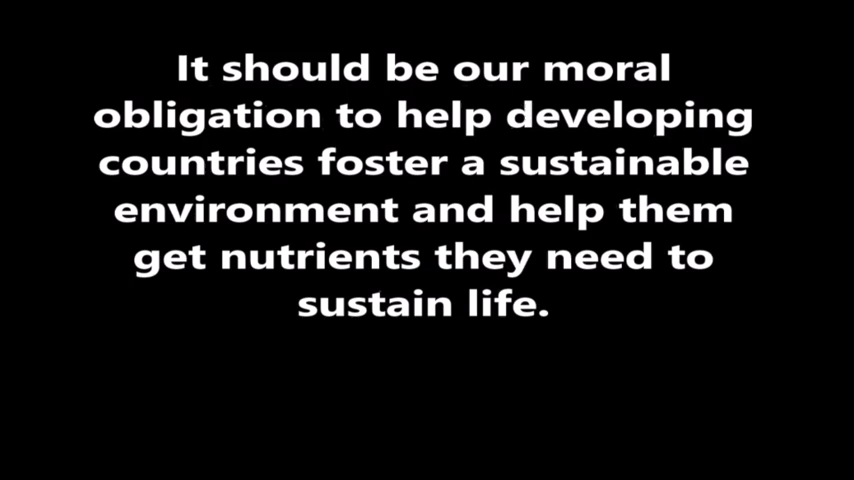 It should be our moral
obligation to help developing
countries foster a sustainable
environment and help them
get nutrients they need to
sustain life.